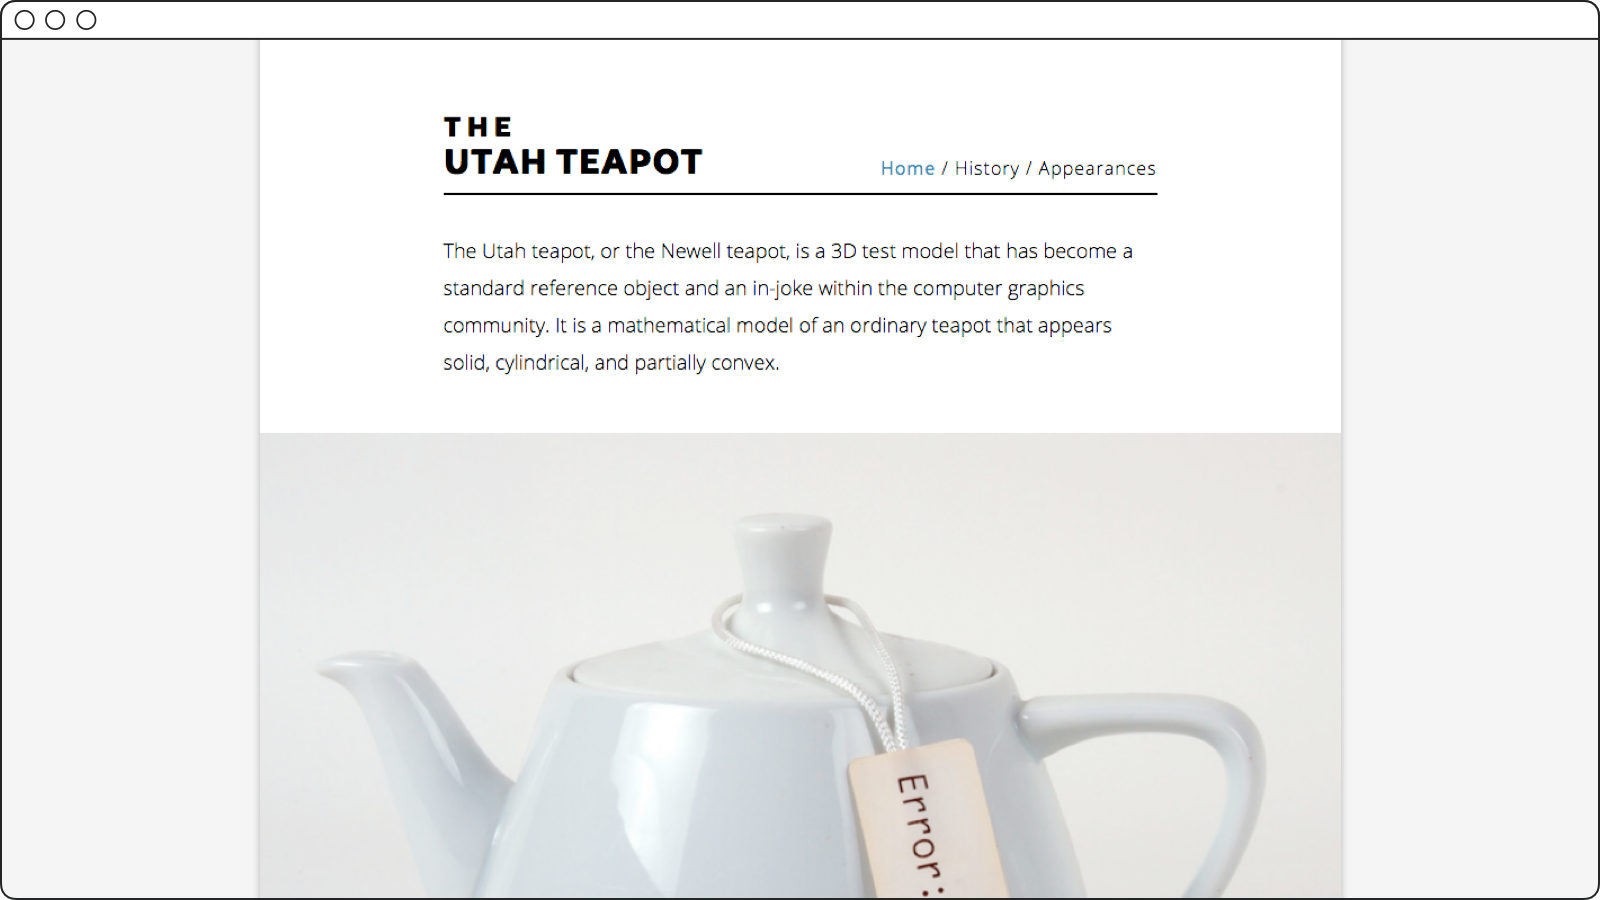 THE
UTAH TEAPOT
Home / History / Appearances
The Utah teapot, or the Newell teapot, is a 3D test model that has become a
standard reference object and an in-joke within the computer graphics
community. It is a mathematical model of an ordinary teapot that appears
solid, cylindrical, and partially convex.
Error: